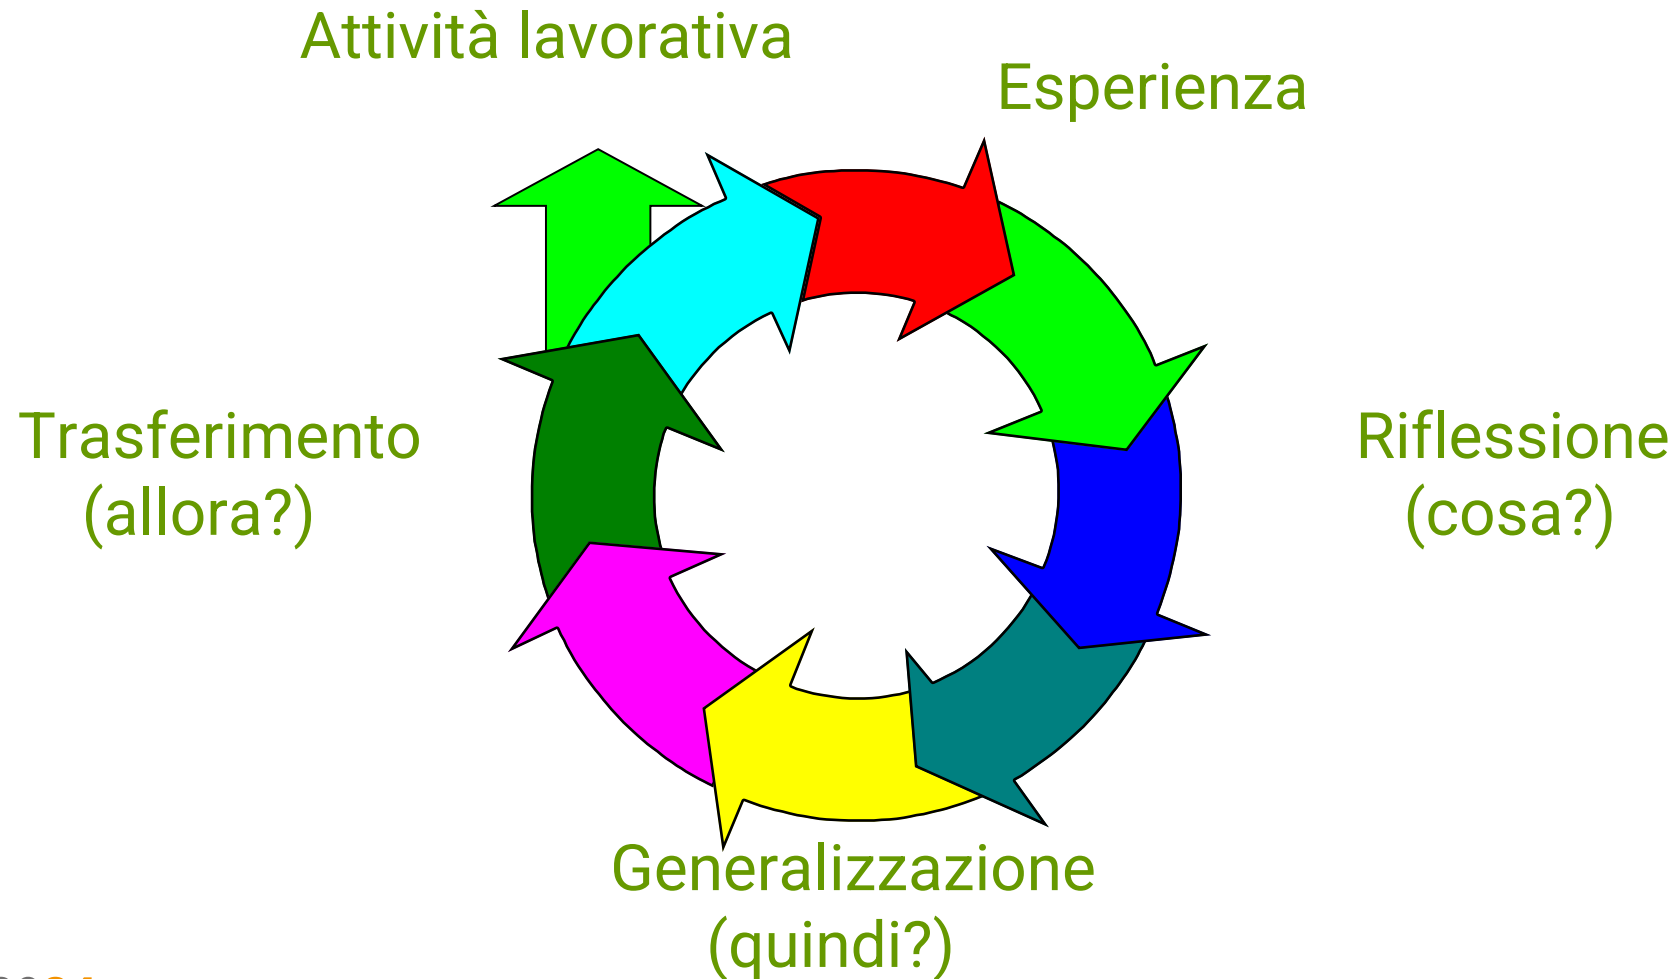 Attività lavorativa
Esperienza
Trasferimento
(allora?)
Riflessione
(cosa?)
Generalizzazione
(quindi?)